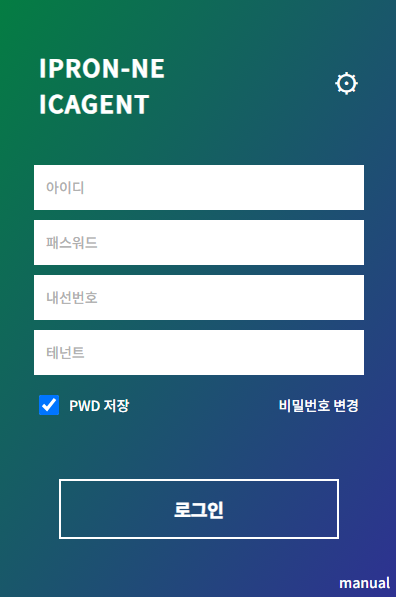 IPRON-NE
ICAGENT
아이디
패스워드
내선번호
테넌트
PWD 저장 비밀번호 변경
로그인
manual